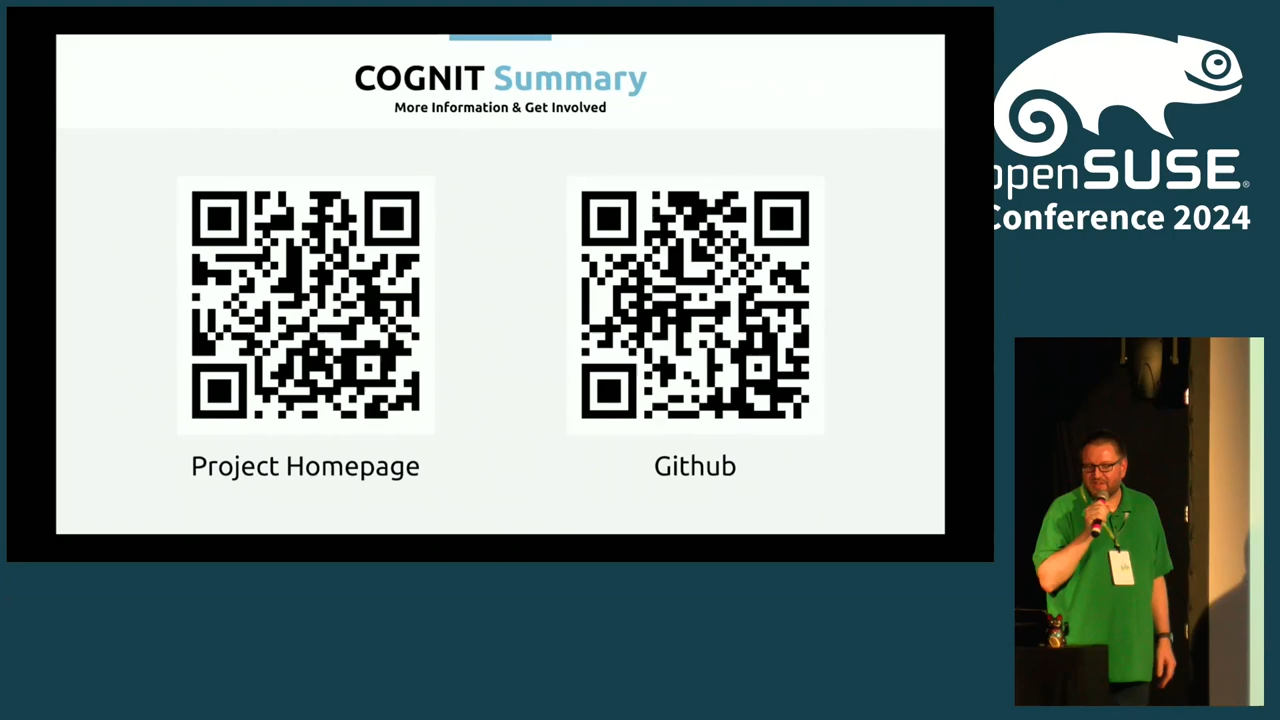 COGNIT Summary
More Information & Get Involved
Project Homepage
Github
openSUSE®
Conference 2024